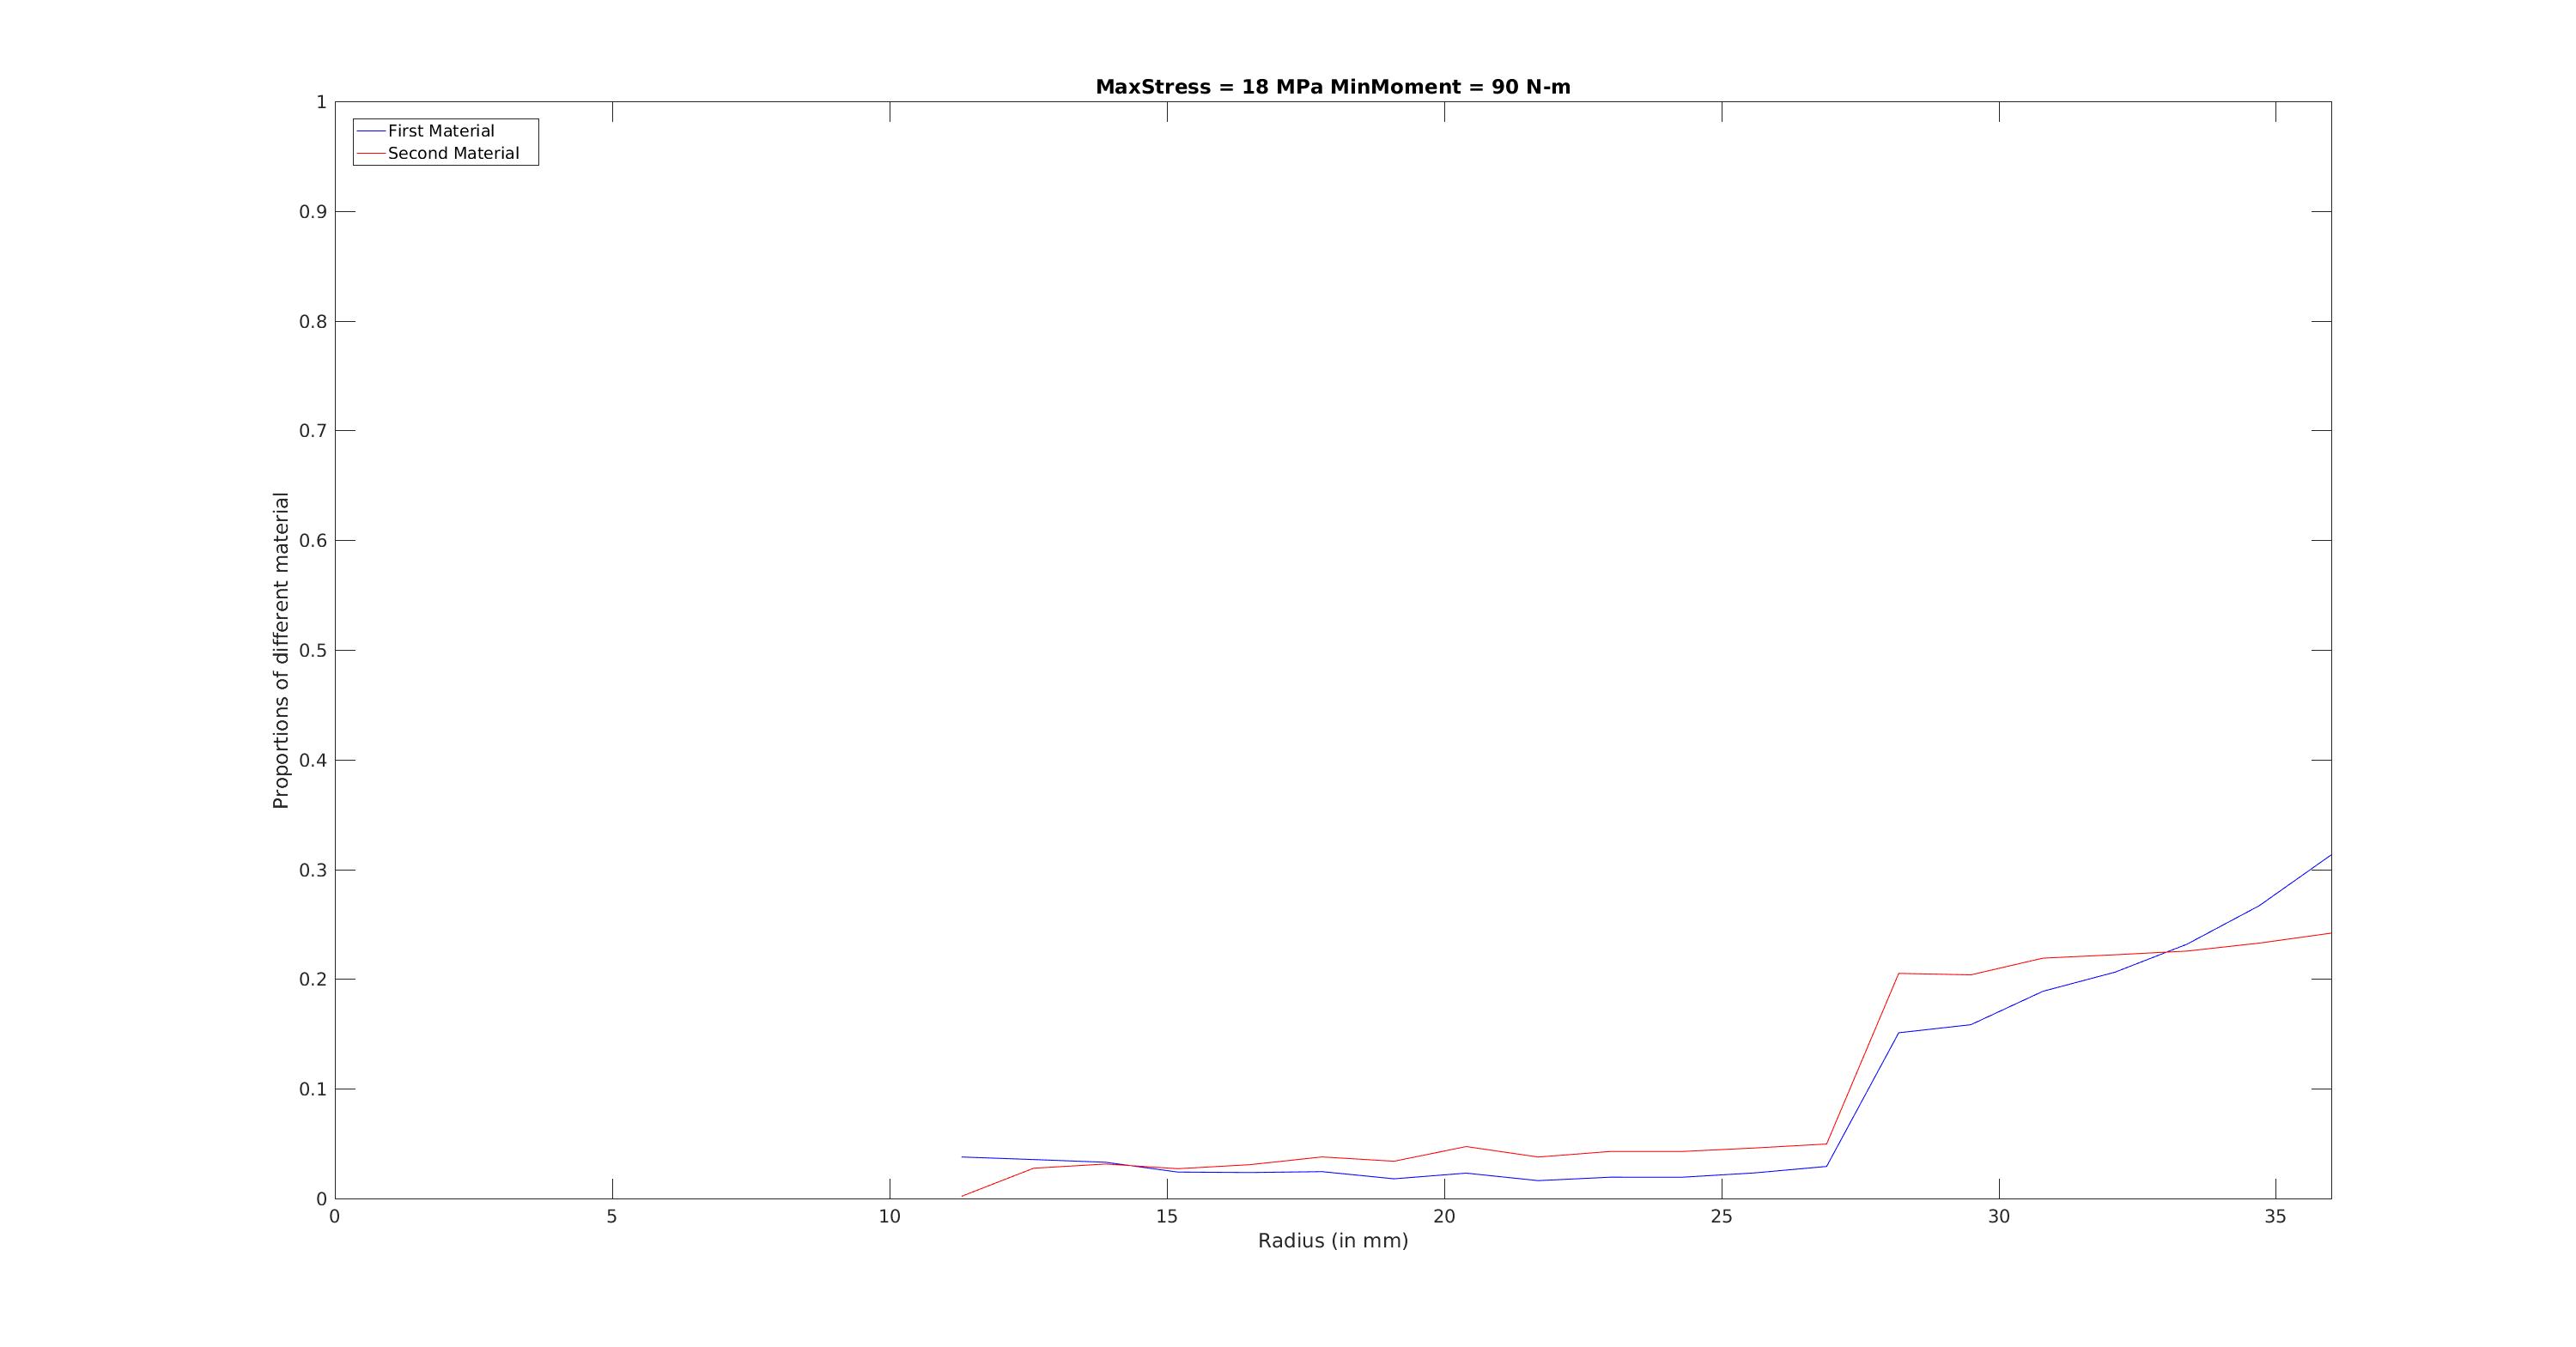 MaxStress = 18 MPa MinMoment = 90 N-m
First Material
Second Material
Proportions of different material
1
0.9
0.8
0.7
0.6
0.5
0.4
0.3
0.2
0.1
0
0 5 10 15 20 25 30 35
Radius (in mm)